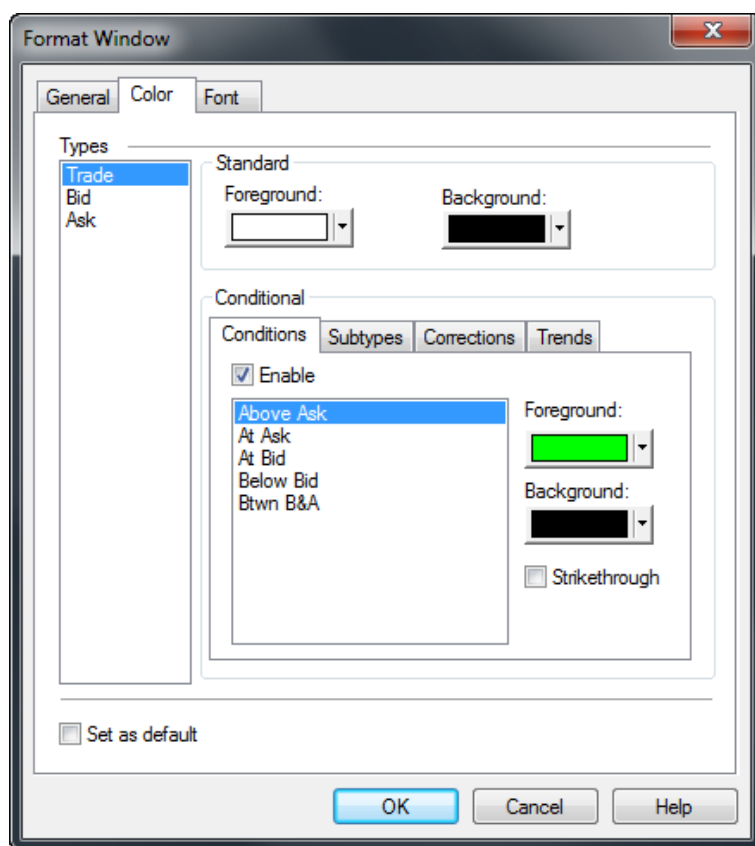 Format Window
General Color Font
Types
Trade
Bid
Ask
Standard
Foreground: Background:
Conditional
Conditions Subtypes Corrections Trends
Enable
Above Ask
At Ask
At Bid
Below Bid
Btwn B&A
Foreground:
Background:
Strikethrough
Set as default
OK Cancel Help